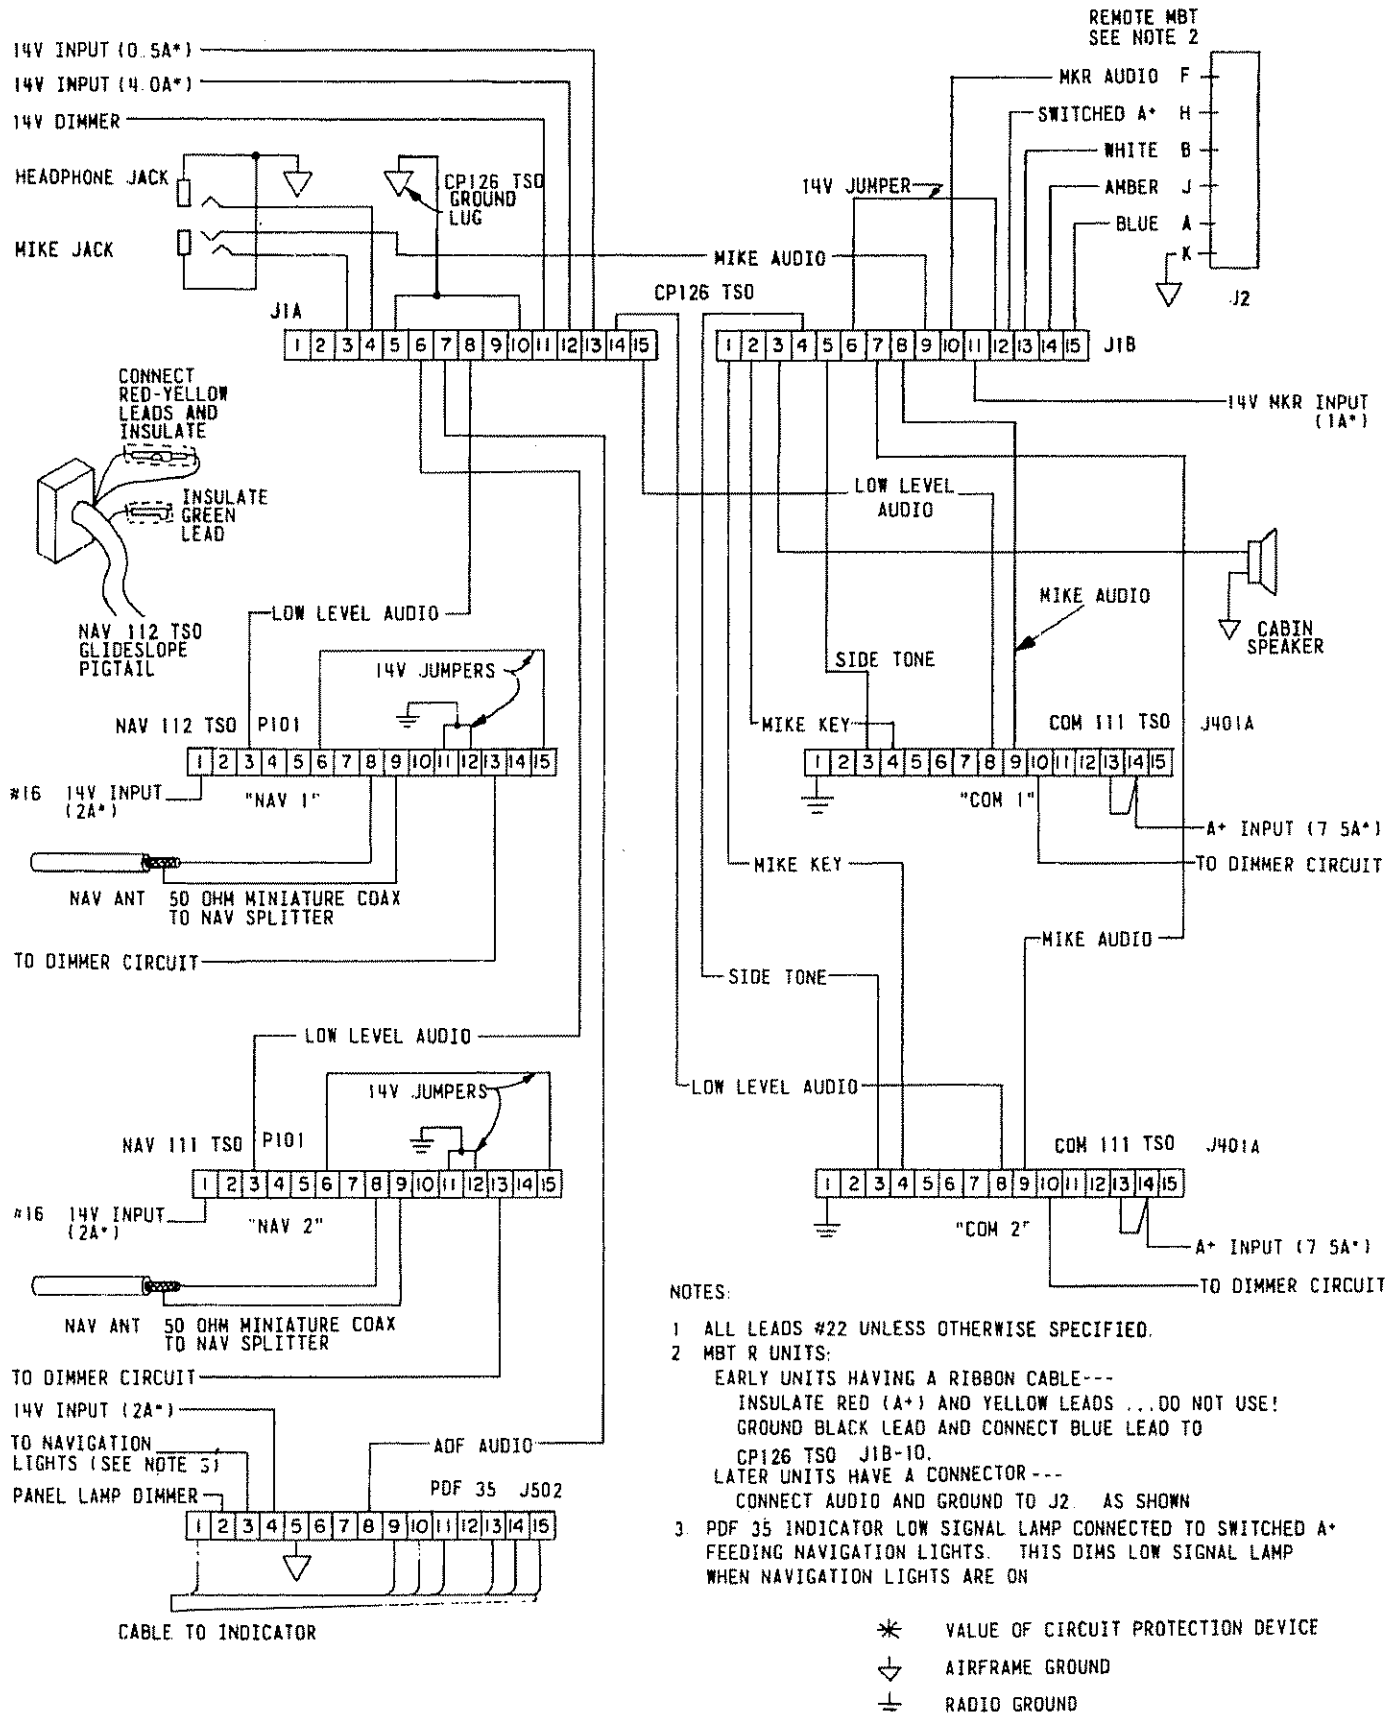 REMOTE MBT
SEE NOTE 2
14V INPUT (0.5A*)
14V INPUT (4.0A*)
14V DIMMER
HEADPHONE JACK
MIKE JACK
CP126 TSO
GROUND
LUG
MKR AUDIO F
SWITCHED A+ H
WHITE B
AMBER J
BLUE A
K
J2
14V JUMPER
MIKE AUDIO
CP126 TSO
J1A
1 2 3 4 5 6 7 8 9 10 11 12 13 14 15
1 2 3 4 5 6 7 8 9 10 11 12 13 14 15
J1B
14V MKR INPUT
(1A*)
CONNECT
RED-YELLOW
LEADS AND
INSULATE
INSULATE
GREEN
LEAD
NAV 112 TSO
GLIDESLOPE
PIGTAIL
LOW LEVEL
AUDIO
MIKE AUDIO
CABIN
SPEAKER
LOW LEVEL AUDIO
14V JUMPERS
SIDE TONE
MIKE KEY
NAV 112 TSO P101
1 2 3 4 5 6 7 8 9 10 11 12 13 14 15
#16 14V INPUT
(2A*)
"NAV 1"
COM 111 TSO J401A
1 2 3 4 5 6 7 8 9 10 11 12 13 14 15
"COM 1"
A+ INPUT (7 5A*)
TO DIMMER CIRCUIT
NAV ANT 50 OHM MINIATURE COAX
TO NAV SPLITTER
TO DIMMER CIRCUIT
MIKE KEY
MIKE AUDIO
SIDE TONE
LOW LEVEL AUDIO
LOW LEVEL AUDIO
14V JUMPERS
NAV 111 TSO P101
1 2 3 4 5 6 7 8 9 10 11 12 13 14 15
#16 14V INPUT
(2A*)
"NAV 2"
COM 111 TSO J401A
1 2 3 4 5 6 7 8 9 10 11 12 13 14 15
"COM 2"
A+ INPUT (7 5A*)
TO DIMMER CIRCUIT
NAV ANT 50 OHM MINIATURE COAX
TO NAV SPLITTER
TO DIMMER CIRCUIT
14V INPUT (2A*)
TO NAVIGATION
LIGHTS (SEE NOTE 3)
PANEL LAMP DIMMER
ADF AUDIO
PDF 35 J502
1 2 3 4 5 6 7 8 9 10 11 12 13 14 15
CABLE TO INDICATOR
NOTES:
1 ALL LEADS #22 UNLESS OTHERWISE SPECIFIED.
2 MBT R UNITS:
EARLY UNITS HAVING A RIBBON CABLE---
INSULATE RED (A+) AND YELLOW LEADS ...DO NOT USE!
GROUND BLACK LEAD AND CONNECT BLUE LEAD TO
CP126 TSO J1B-10.
LATER UNITS HAVE A CONNECTOR---
CONNECT AUDIO AND GROUND TO J2. AS SHOWN
3. PDF 35 INDICATOR LOW SIGNAL LAMP CONNECTED TO SWITCHED A+
FEEDING NAVIGATION LIGHTS. THIS DIMS LOW SIGNAL LAMP
WHEN NAVIGATION LIGHTS ARE ON
* VALUE OF CIRCUIT PROTECTION DEVICE
AIRFRAME GROUND
RADIO GROUND